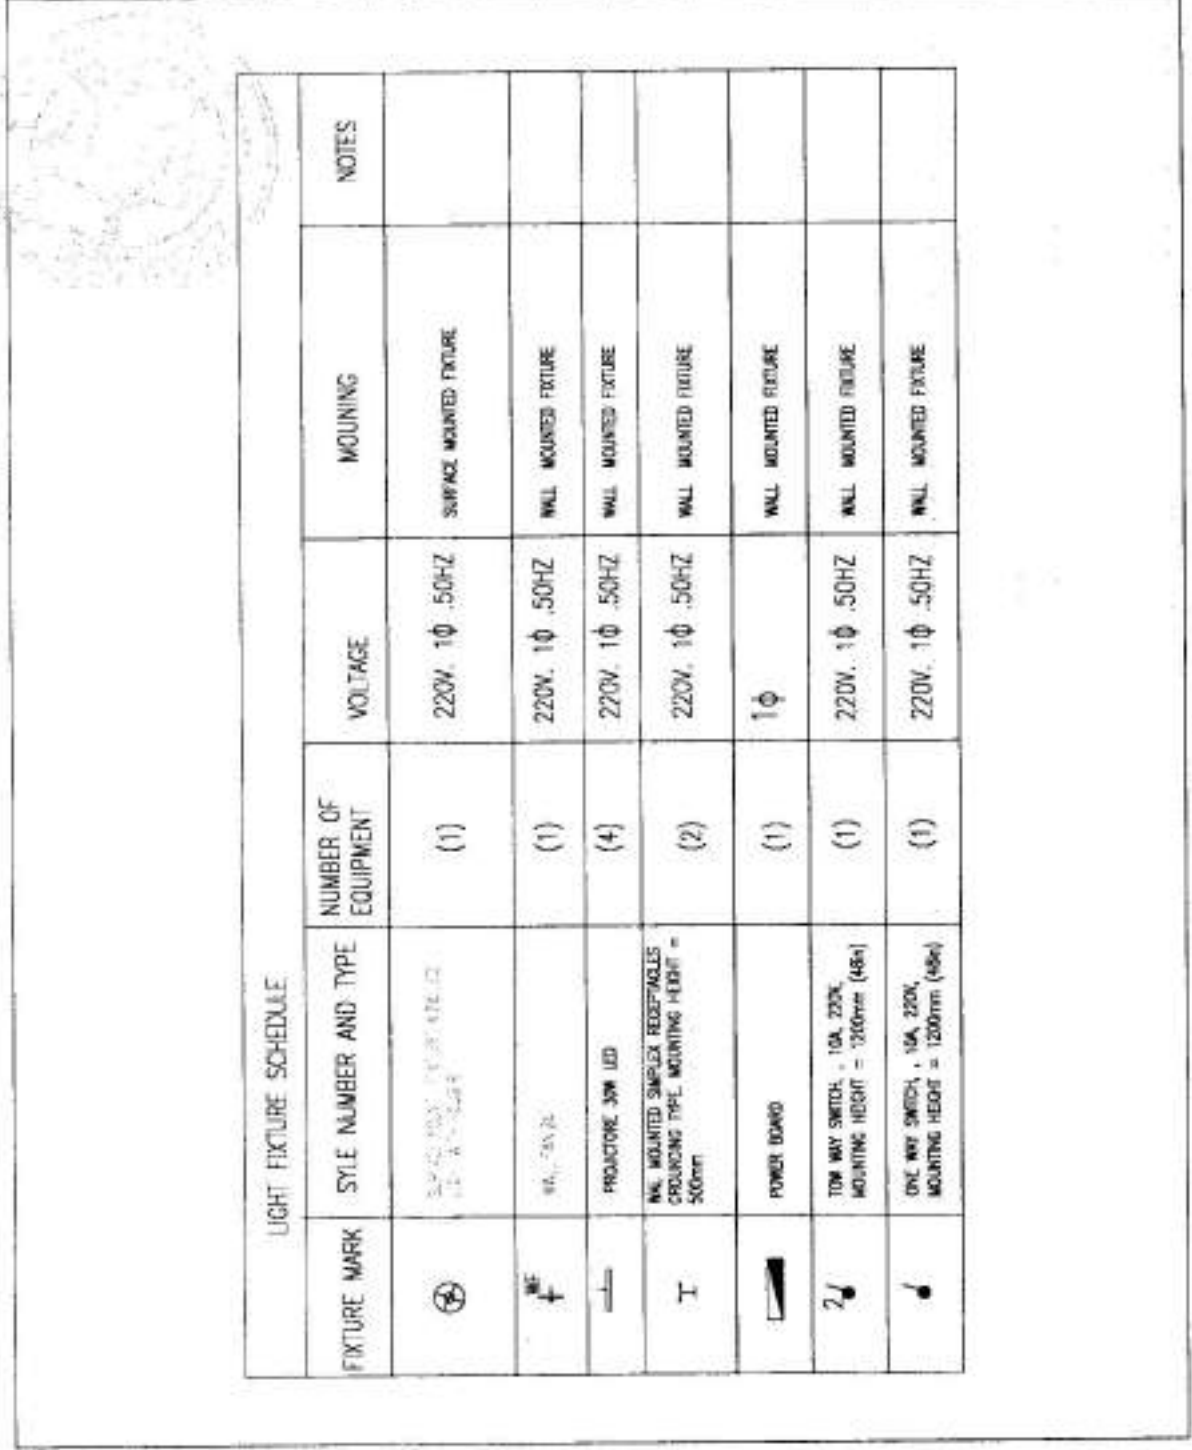 LIGHT FIXTURE SCHEDULE
FIXTURE MARK SYLE NUMBER AND TYPE NUMBER OF EQUIPMENT VOLTAGE MOUNING NOTES
(1) 220V. 1Φ .50HZ SURFACE MOUNTED FIXTURE
WF (1) 220V. 1Φ .50HZ WALL MOUNTED FIXTURE
PROJACTORE 30W LED (4) 220V. 1Φ .50HZ WALL MOUNTED FIXTURE
WAL MOUNTED SIMPLEX RECEPTACLES
GROUNDING TYPE. MOUNTING HEIGHT =
500mm
(2) 220V. 1Φ .50HZ WALL MOUNTED FIXTURE
POWER BOARD (1) 1Φ WALL MOUNTED FIXTURE
2 TOW WAY SWITCH, , 10A, 220V,
MOUNTING HEIGHT = 1200mm (48in)
(1) 220V. 1Φ .50HZ WALL MOUNTED FIXTURE
ONE WAY SWITCH, , 10A, 220V,
MOUNTING HEIGHT = 1200mm (48in)
(1) 220V. 1Φ .50HZ WALL MOUNTED FIXTURE